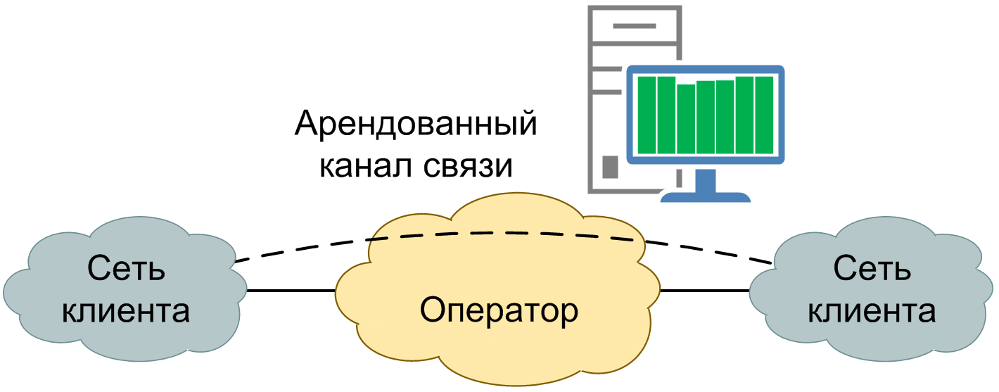 Арендованный
канал связи
Сеть
клиента
Оператор
Сеть
клиента